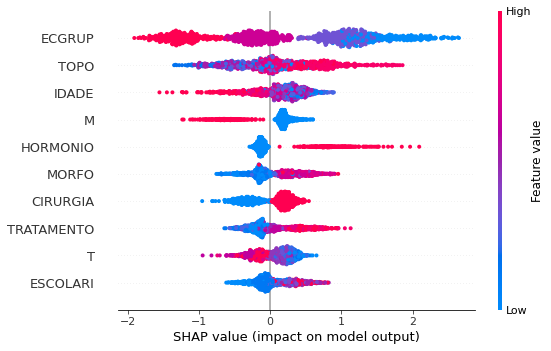 High
ECGRUP
TOPO
IDADE
M
HORMONIO
MORFO
CIRURGIA
TRATAMENTO
T
ESCOLARI
Feature value
Low
−2 −1 0 1 2
SHAP value (impact on model output)